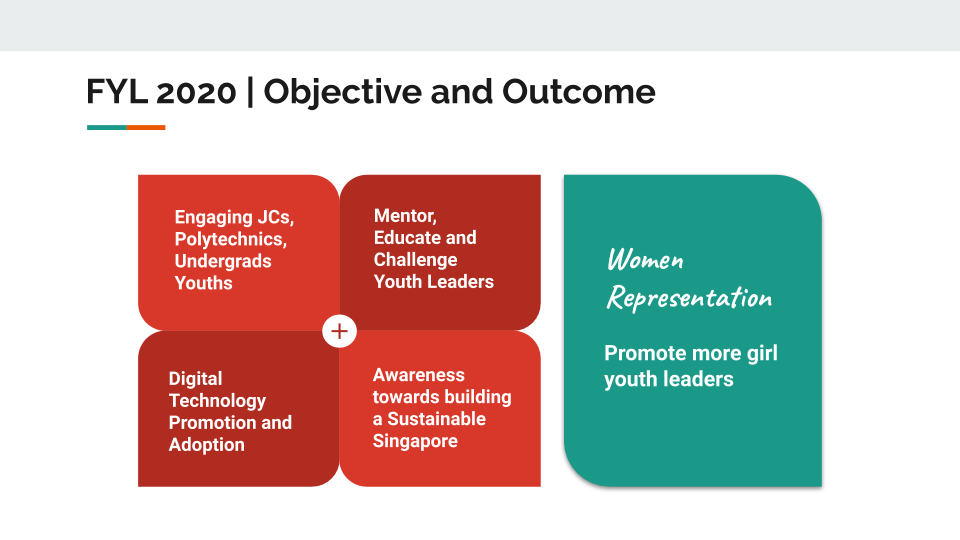 FYL 2020 | Objective and Outcome
Engaging JCs,
Polytechnics,
Undergrads
Youths
Mentor,
Educate and
Challenge
Youth Leaders
+
Digital
Technology
Promotion and
Adoption
Awareness
towards building
a Sustainable
Singapore
Women
Representation
Promote more girl
youth leaders